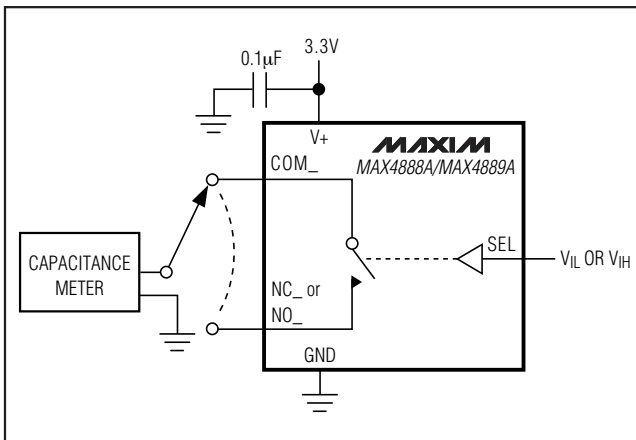 3.3V
0.1μF
V+
MAXIM
MAX4888A/MAX4889A
COM_
SEL
VIL OR VIH
CAPACITANCE
METER
NC_ or
NO_
GND